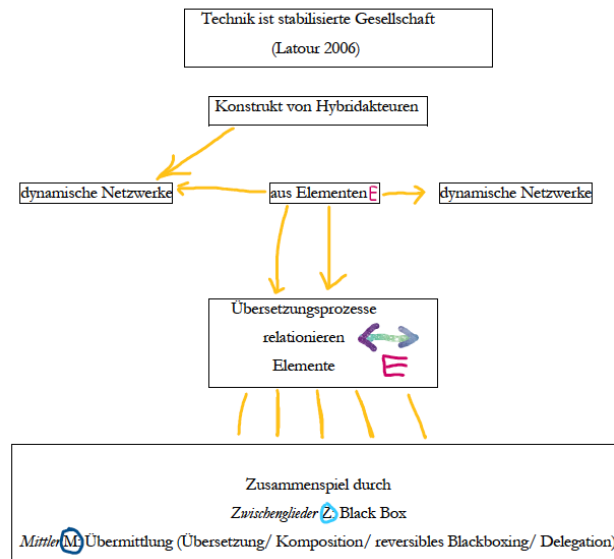 Technik ist stabilisierte Gesellschaft
(Latour 2006)
Konstrukt von Hybridakteuren
dynamische Netzwerke
aus Elementen E
dynamische Netzwerke
Übersetzungsprozesse
relationieren
Elemente E
Zusammenspiel durch
Zwischenglieder Z: Black Box
Mittler M: Übermittlung (Übersetzung/ Komposition/ reversibles Blackboxing/ Delegation)